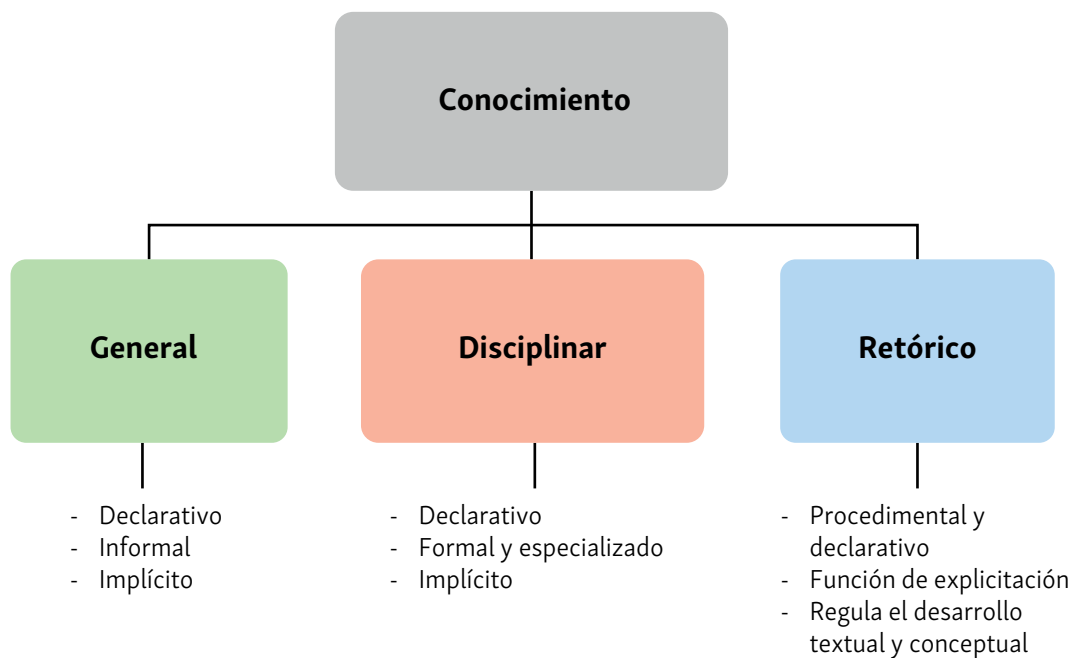 Conocimiento
General
Disciplinar
Retórico
- Declarativo
- Informal
- Implícito
- Declarativo
- Formal y especializado
- Implícito
- Procedimental y
declarativo
- Función de explicitación
- Regula el desarrollo
textual y conceptual